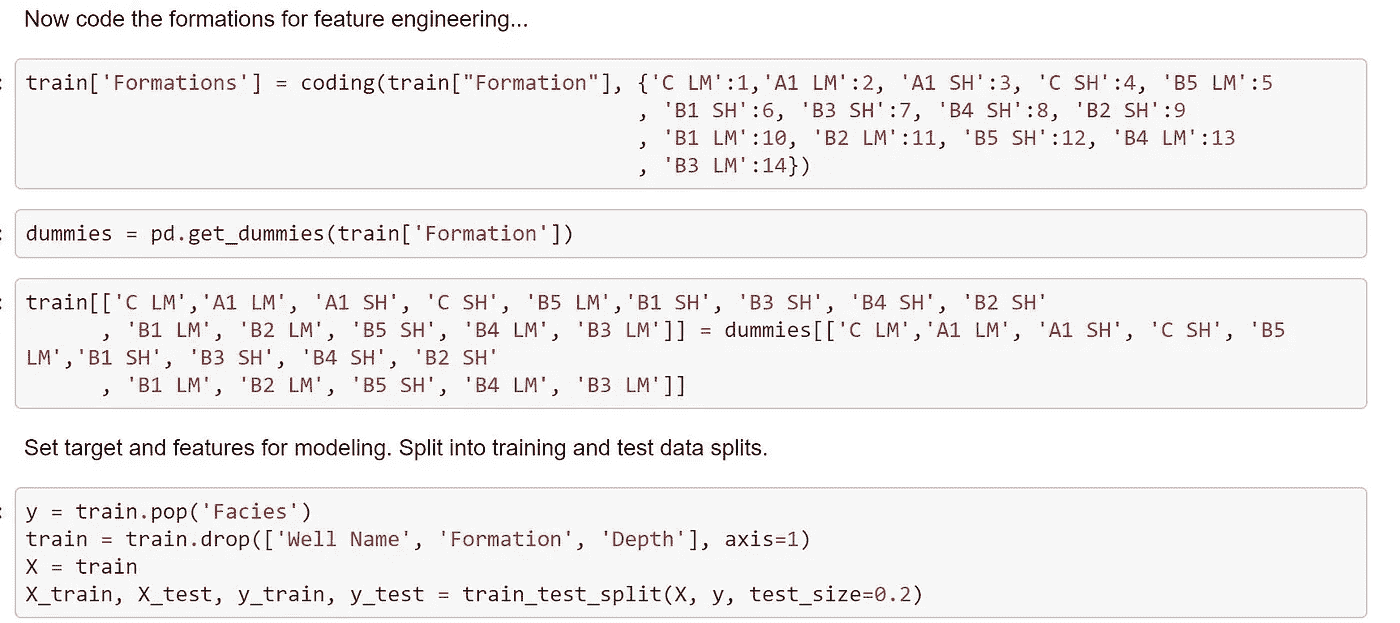 Now code the formations for feature engineering...
train['Formations'] = coding(train["Formation"], {'C LM':1,'A1 LM':2, 'A1 SH':3, 'C SH':4, 'B5 LM':5
, 'B1 SH':6, 'B3 SH':7, 'B4 SH':8, 'B2 SH':9
, 'B1 LM':10, 'B2 LM':11, 'B5 SH':12, 'B4 LM':13
, 'B3 LM':14})
dummies = pd.get_dummies(train['Formation'])
train[['C LM','A1 LM', 'A1 SH', 'C SH', 'B5 LM','B1 SH', 'B3 SH', 'B4 SH', 'B2 SH'
, 'B1 LM', 'B2 LM', 'B5 SH', 'B4 LM', 'B3 LM']] = dummies[['C LM','A1 LM', 'A1 SH', 'C SH', 'B5
LM','B1 SH', 'B3 SH', 'B4 SH', 'B2 SH'
, 'B1 LM', 'B2 LM', 'B5 SH', 'B4 LM', 'B3 LM']]
Set target and features for modeling. Split into training and test data splits.
y = train.pop('Facies')
train = train.drop(['Well Name', 'Formation', 'Depth'], axis=1)
X = train
X_train, X_test, y_train, y_test = train_test_split(X, y, test_size=0.2)